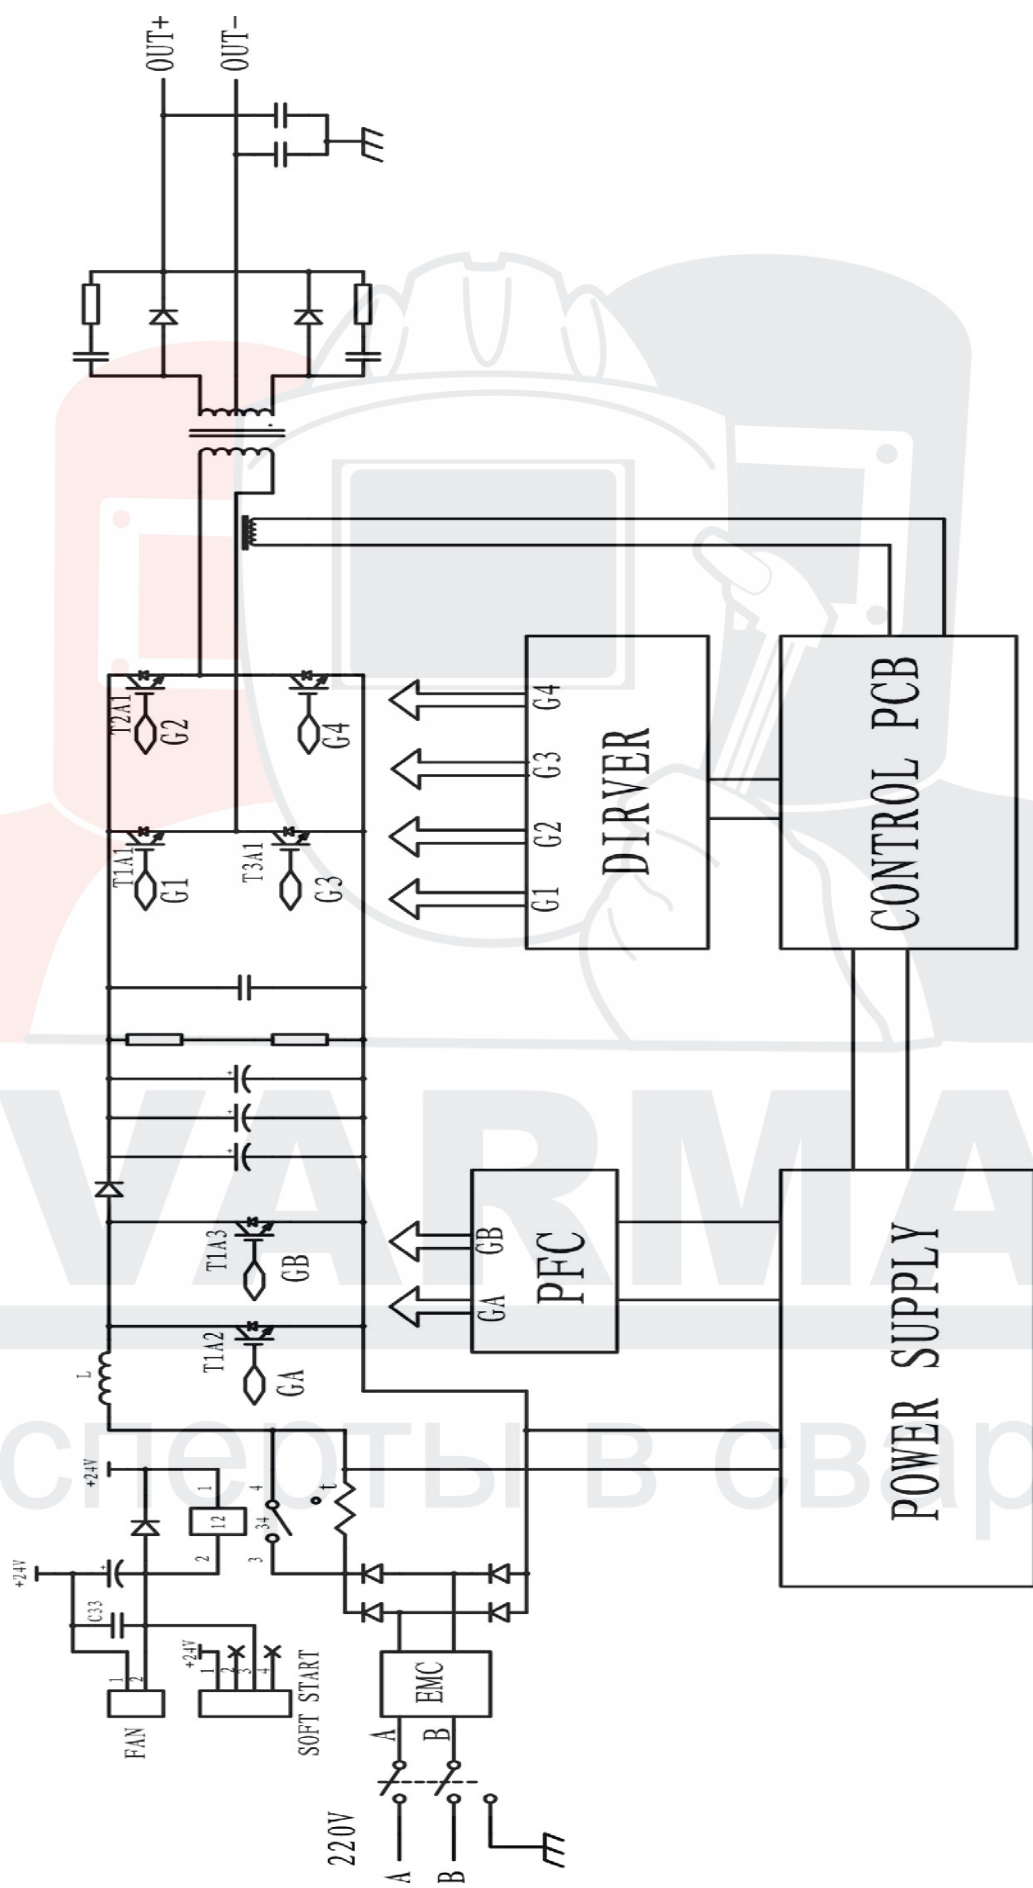 OUT+
OUT-
T2A1
G2
G4
T1A1
G1
T3A1
G3
G4
G3
G2
G1
DIRVER
CONTROL PCB
+
+
+
T1A3
GB
T1A2
GA
L
GB
GA
PFC
POWER SUPPLY
+24V
1
12
2
4
34
3
t
+24V
+
C33
1
2
FAN
+24V
1
2
3
4
SOFT START
EMC
A
B
220V
A
B
VARMA
сперты в свар